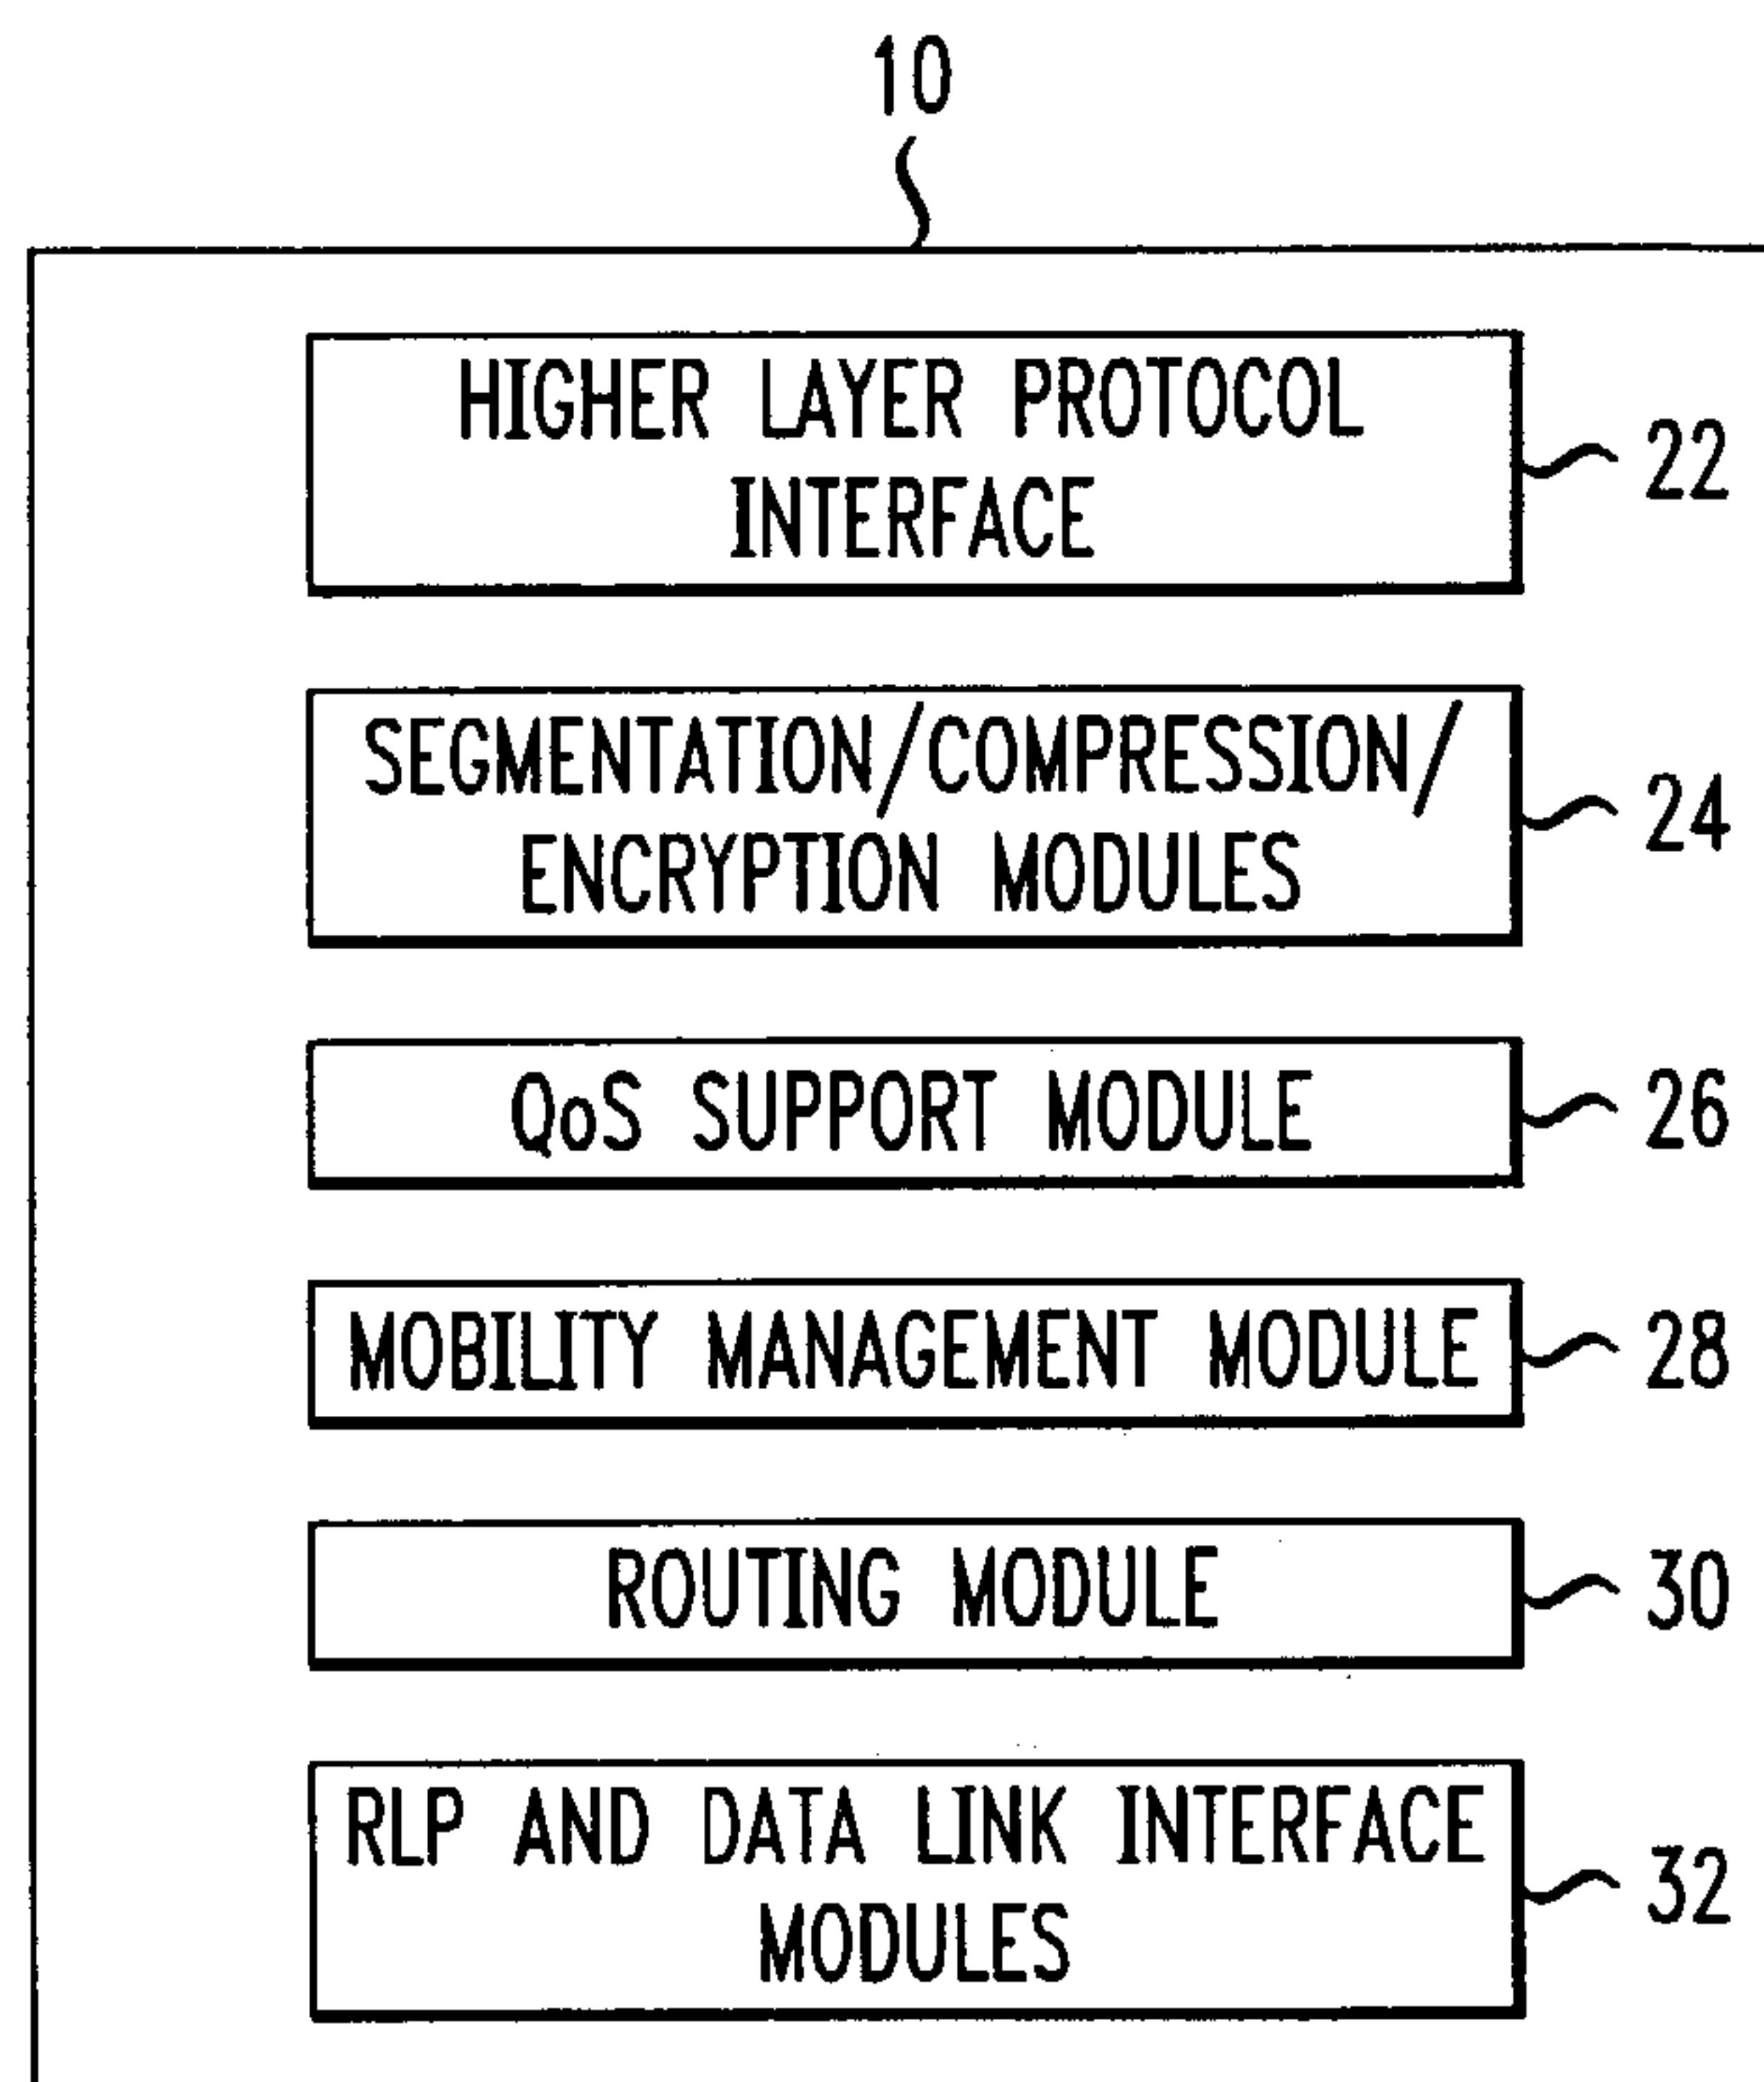 10
HIGHER LAYER PROTOCOL
INTERFACE
22
SEGMENTATION/COMPRESSION/
ENCRYPTION MODULES
24
QoS SUPPORT MODULE
26
MOBILITY MANAGEMENT MODULE
28
ROUTING MODULE
30
RLP AND DATA LINK INTERFACE
MODULES
32